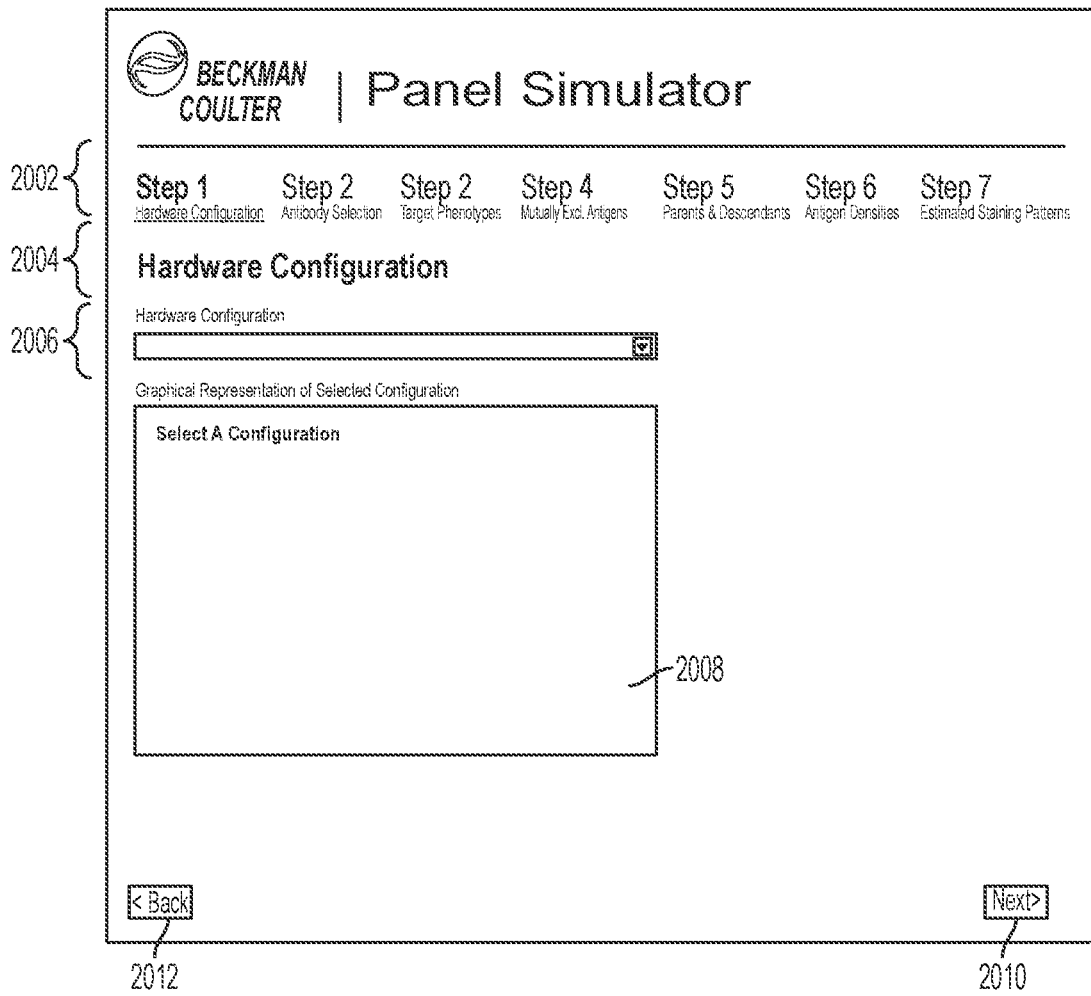 BECKMAN
COULTER | Panel Simulator
2002
Step 1 Step 2 Step 2 Step 4 Step 5 Step 6 Step 7
Hardware Configuration Antibody Selection Target Phenotypes Mutually Excl. Antigens Parents & Descendants Antigen Densities Estimated Staining Patterns
2004
Hardware Configuration
2006
Hardware Configuration
Graphical Representation of Selected Configuration
Select A Configuration
2008
< Back Next>
2012 2010